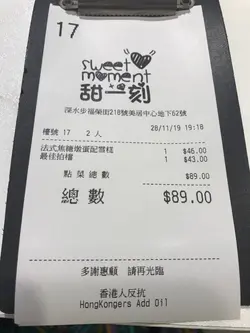 17
sweet
moment
甜一刻
深水步福榮街218號美居中心地下62號
檯號 17 2 人 28/11/19 19:18
法式焦糖燉蛋配雪糕 1 $46.00
最佳拍檔 1 $43.00
點菜總數 $89.00
總數 $89.00
多謝惠顧 請再光臨
香港人反抗
HongKongers Add Oil